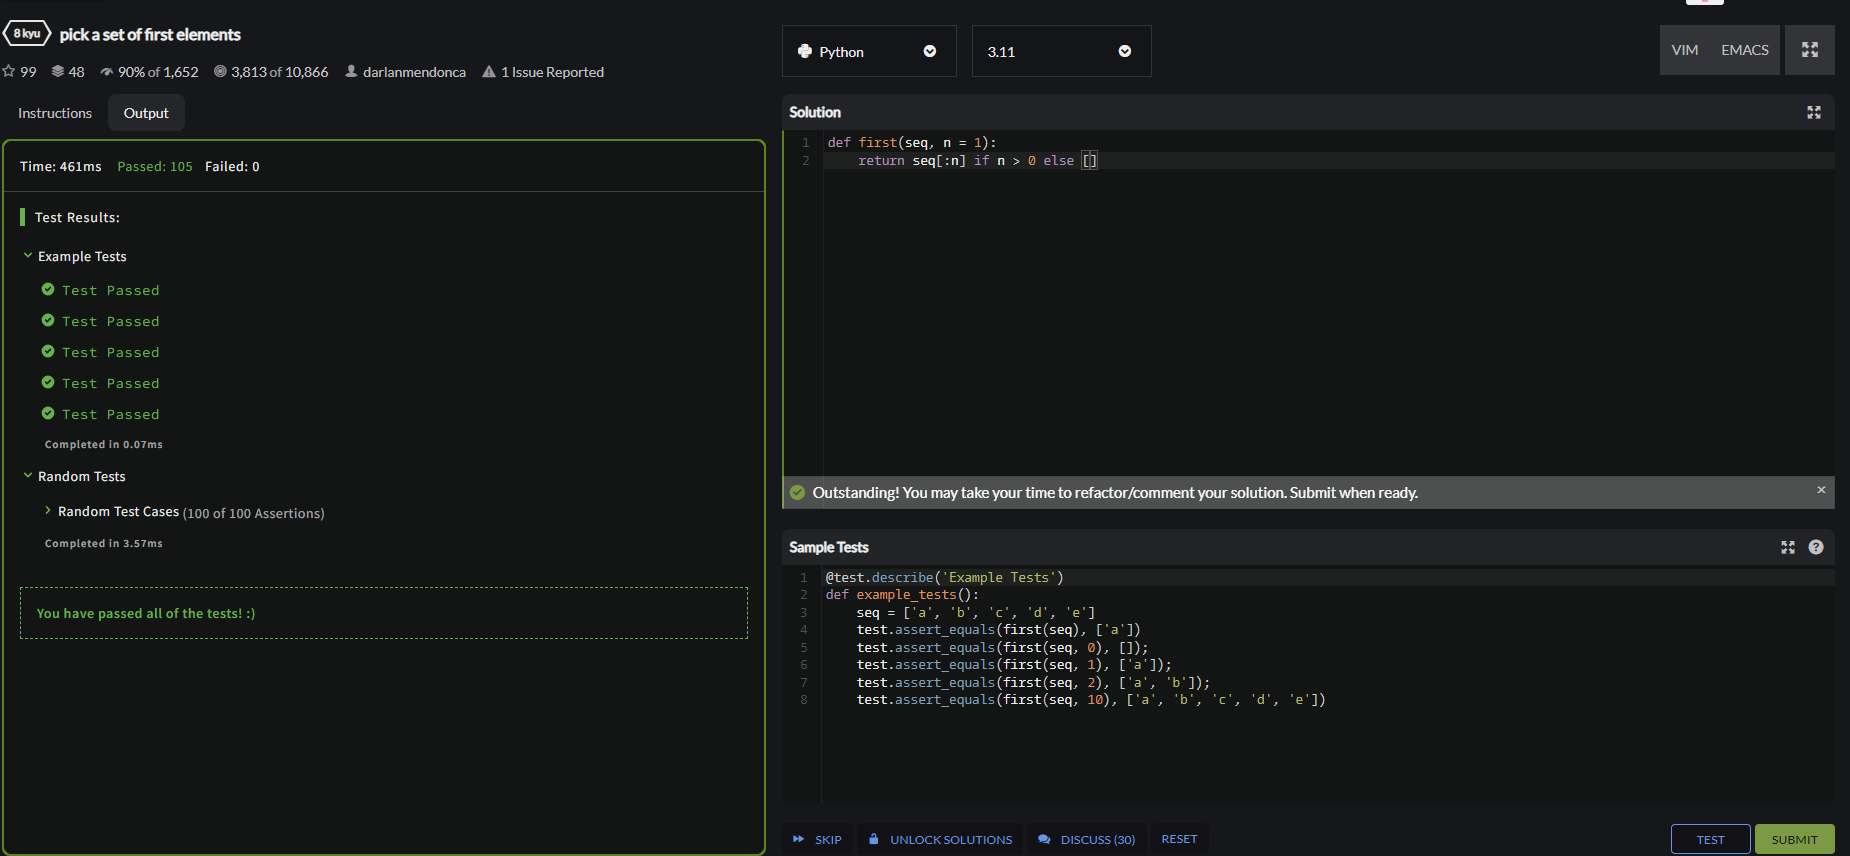 8 kyu pick a set of first elements
99 48 90% of 1,652 3,813 of 10,866 darlanmendonca 1 Issue Reported
Instructions Output
Time: 461ms Passed: 105 Failed: 0
Test Results:
Example Tests
Test Passed
Test Passed
Test Passed
Test Passed
Test Passed
Completed in 0.07ms
Random Tests
Random Test Cases (100 of 100 Assertions)
Completed in 3.57ms
You have passed all of the tests! :)
Python 3.11 VIM EMACS
Solution
1 def first(seq, n = 1):
2     return seq[:n] if n > 0 else []
Outstanding! You may take your time to refactor/comment your solution. Submit when ready. ×
Sample Tests ?
1 @test.describe('Example Tests')
2 def example_tests():
3     seq = ['a', 'b', 'c', 'd', 'e']
4     test.assert_equals(first(seq), ['a'])
5     test.assert_equals(first(seq, 0), []);
6     test.assert_equals(first(seq, 1), ['a']);
7     test.assert_equals(first(seq, 2), ['a', 'b']);
8     test.assert_equals(first(seq, 10), ['a', 'b', 'c', 'd', 'e'])
SKIP UNLOCK SOLUTIONS DISCUSS (30) RESET TEST SUBMIT